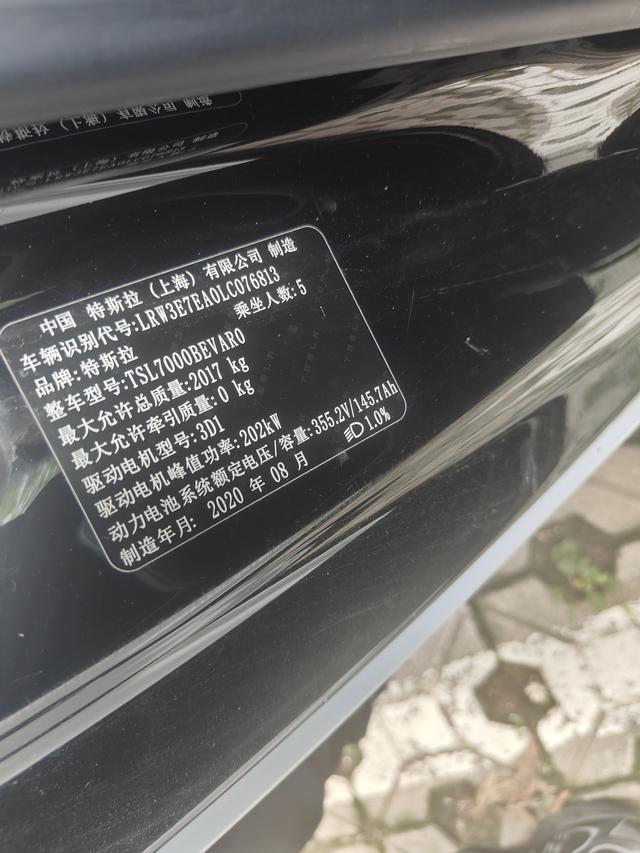 中国 特斯拉（上海）有限公司 制造
车辆识别代号:LRW3E7EA0LC076813
品牌:特斯拉 乘坐人数:5
整车型号:TSL7000BEVAR0
最大允许总质量:2017 kg
最大允许牵引质量:0 kg
驱动电机型号:3D1
驱动电机峰值功率:202kW
动力电池系统额定电压/容量:355.2V/145.7Ah
制造年月: 2020 年 08 月 1.0%